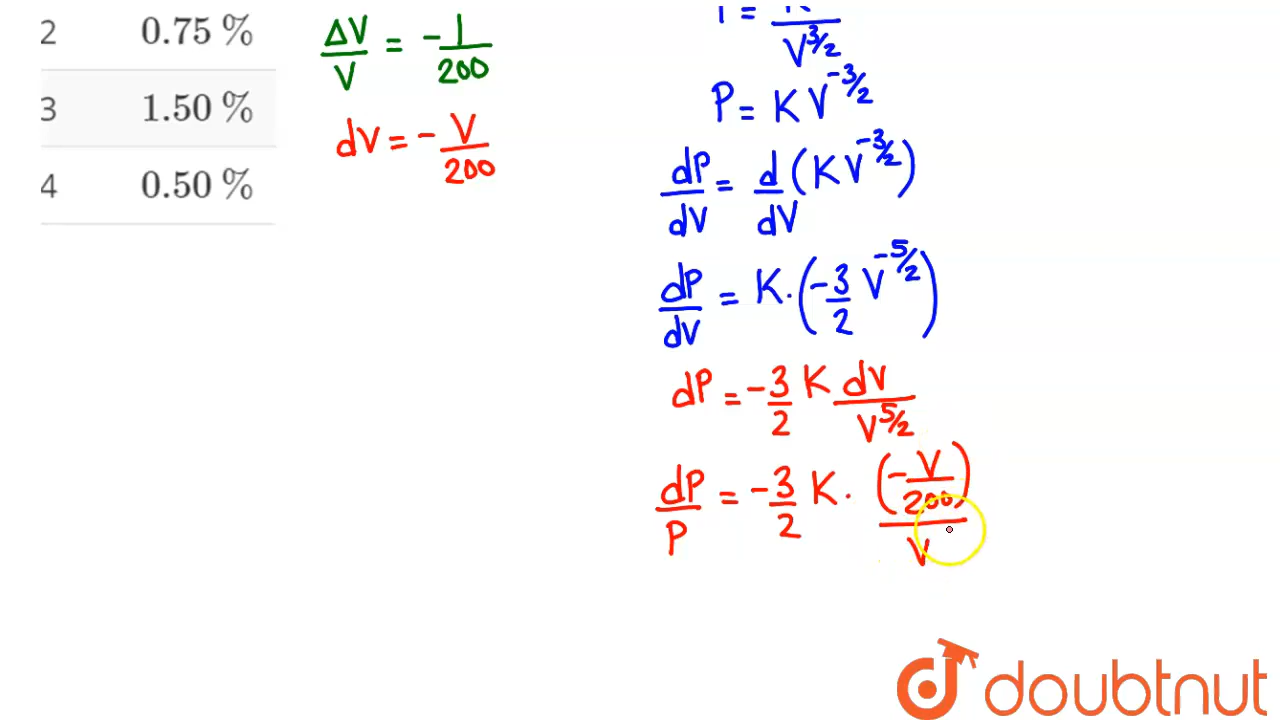 2 0.75 %
3 1.50 %
4 0.50 %
ΔV/V = -1/200
dV = -V/200
= K/V^3/2
P = K V^-3/2
dP/dV = d/dV (K V^-3/2)
dP/dV = K · (-3/2 V^-5/2)
dP = -3/2 K dV/V^5/2
dP/P = -3/2 K · (-V/200)/V
doubtnut